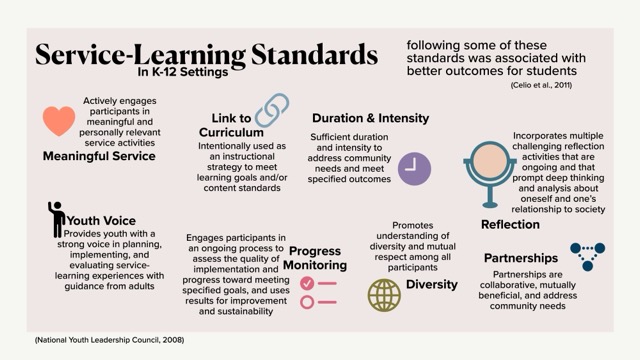 Service-Learning Standards
In K-12 Settings
following some of these
standards was associated with
better outcomes for students
(Celio et al., 2011)
Actively engages
participants in
meaningful and
personally relevant
service activities
Meaningful Service
Link to
Curriculum
Intentionally used as
an instructional
strategy to meet
learning goals and/or
content standards
Duration & Intensity
Sufficient duration
and intensity to
address community
needs and meet
specified outcomes
Incorporates multiple
challenging reflection
activities that are
ongoing and that
prompt deep thinking
and analysis about
oneself and one's
relationship to society
Reflection
Youth Voice
Provides youth with a
strong voice in planning,
implementing, and
evaluating service-
learning experiences with
guidance from adults
Engages participants in
an ongoing process to
assess the quality of
implementation and
progress toward meeting
specified goals, and uses
results for improvement
and sustainability
Progress
Monitoring
Promotes
understanding of
diversity and mutual
respect among all
participants
Diversity
Partnerships
Partnerships are
collaborative, mutually
beneficial, and address
community needs
(National Youth Leadership Council, 2008)